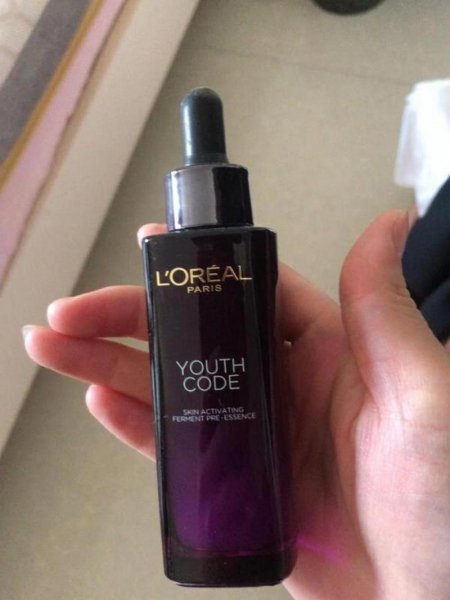 L'ORÉAL
PARIS
YOUTH
CODE
SKIN ACTIVATING
FERMENT PRE-ESSENCE